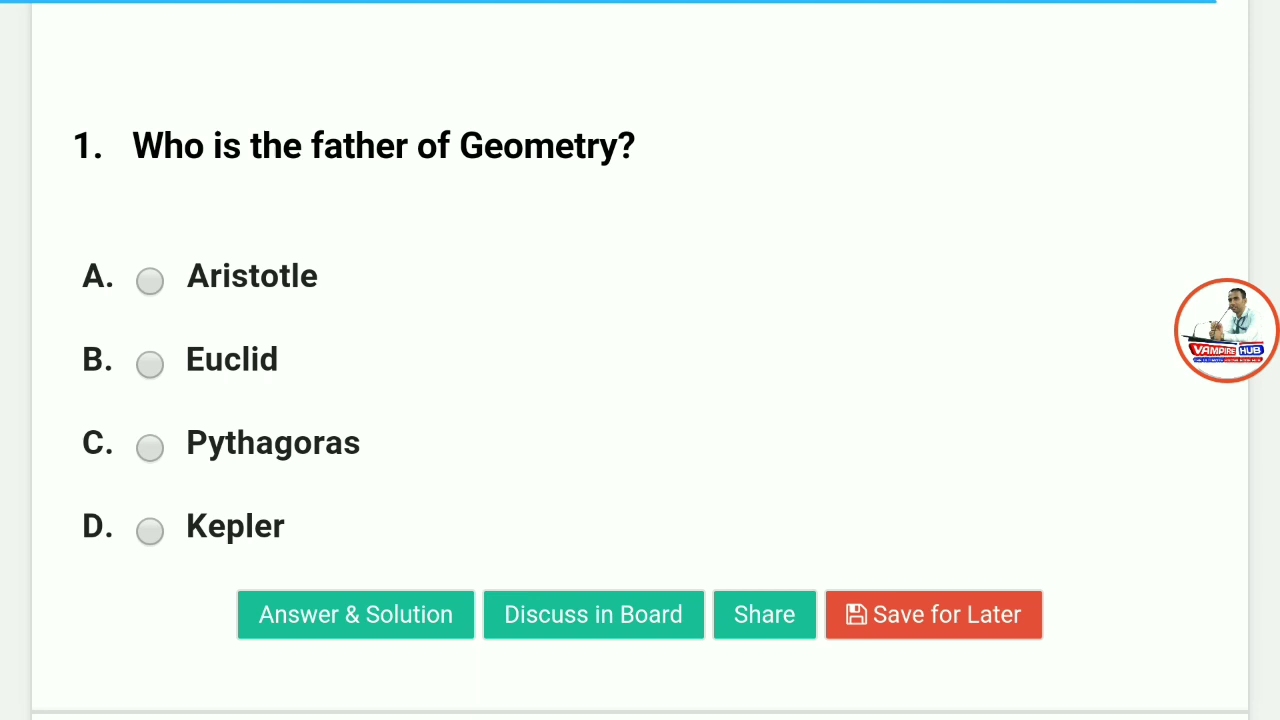 1. Who is the father of Geometry?
A. Aristotle
B. Euclid
C. Pythagoras
D. Kepler
Answer & Solution Discuss in Board Share Save for Later
VAMPIRE HUB